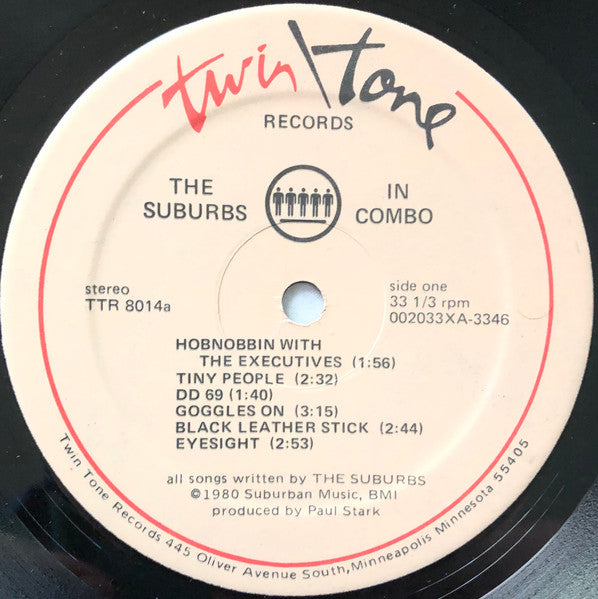 twin\tone
RECORDS
THE
SUBURBS
IN
COMBO
stereo
TTR 8014a
side one
33 1/3 rpm
002033XA-3346
HOBNOBBIN WITH
THE EXECUTIVES (1:56)
TINY PEOPLE (2:32)
DD 69 (1:40)
GOGGLES ON (3:15)
BLACK LEATHER STICK (2:44)
EYESIGHT (2:53)
all songs written by THE SUBURBS
©1980 Suburban Music, BMI
produced by Paul Stark
Twin Tone Records 445 Oliver Avenue South, Minneapolis Minnesota 55405